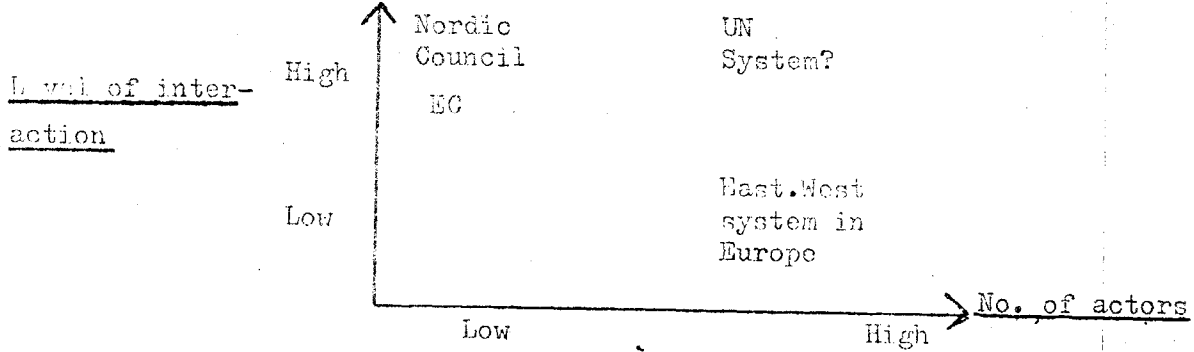 Nordic
Council
UN
System?
High
Level of inter-
action
EC
East.West
system in
Europe
Low
No. of actors
Low
High